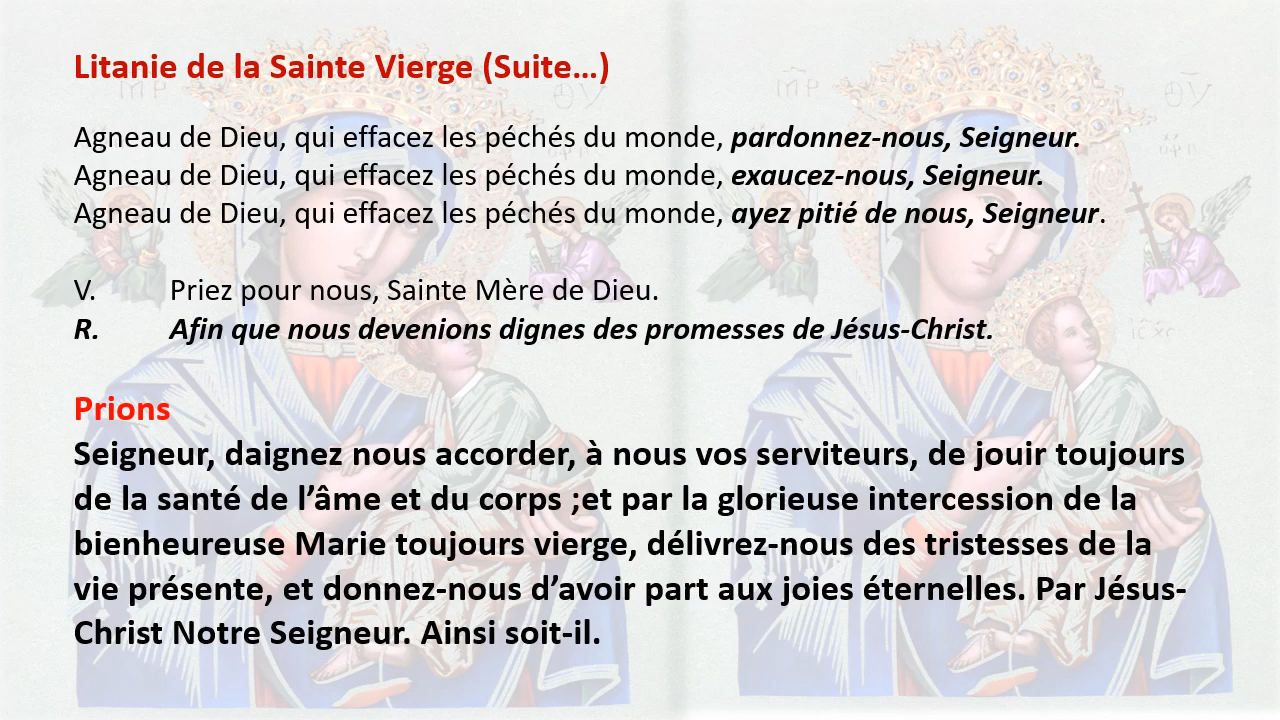 Litanie de la Sainte Vierge (Suite…)
Agneau de Dieu, qui effacez les péchés du monde, pardonnez-nous, Seigneur.
Agneau de Dieu, qui effacez les péchés du monde, exaucez-nous, Seigneur.
Agneau de Dieu, qui effacez les péchés du monde, ayez pitié de nous, Seigneur.
V. Priez pour nous, Sainte Mère de Dieu.
R. Afin que nous devenions dignes des promesses de Jésus-Christ.
Prions
Seigneur, daignez nous accorder, à nous vos serviteurs, de jouir toujours
de la santé de l’âme et du corps ;et par la glorieuse intercession de la
bienheureuse Marie toujours vierge, délivrez-nous des tristesses de la
vie présente, et donnez-nous d’avoir part aux joies éternelles. Par Jésus-
Christ Notre Seigneur. Ainsi soit-il.